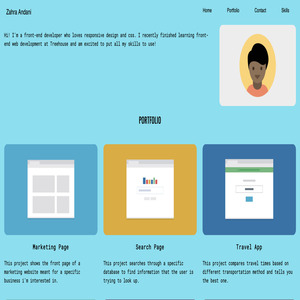 Zahra Andani
Home Portfolio Contact Skills
Hi! I'm a front-end developer who loves responsive design and css. I recently finished learning front-
end web development at Treehouse and am excited to put all my skills to use!
PORTFOLIO
Marketing Page
Search Page
Travel App
This project shows the front page of a
marketing website meant for a specific
business i'm interested in.
This project searches through a specific
database to find information that the user is
trying to look up.
This project compares travel times based on
different transportation method and tells you
the best one.